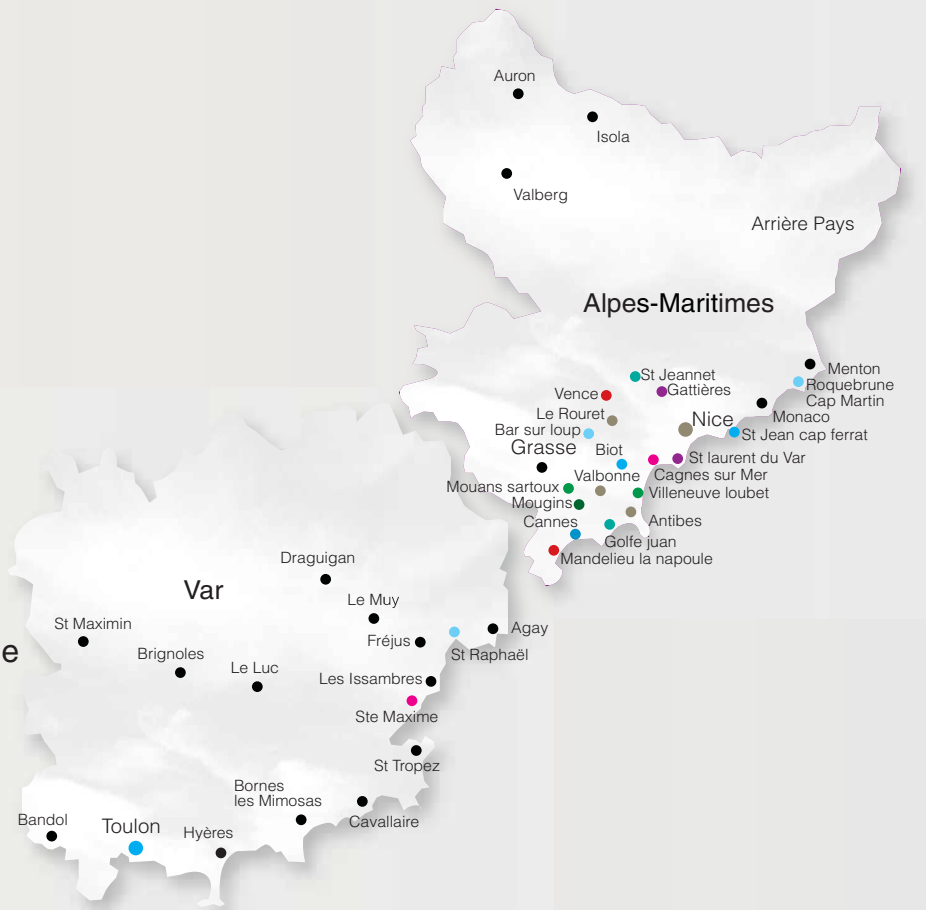 Auron
Isola
Valberg
Arrière Pays
Alpes-Maritimes
Menton
St Jeannet
Roquebrune
Cap Martin
Gattières
Vence
Monaco
Le Rouret
Nice
Bar sur loup
St Jean cap ferrat
Grasse
Biot
St laurent du Var
Cagnes sur Mer
Valbonne
Mouans sartoux
Villeneuve loubet
Mougins
Antibes
Cannes
Golfe juan
Mandelieu la napoule
Draguigan
Var
Le Muy
St Maximin
Agay
Fréjus
e
Brignoles
St Raphaël
Le Luc
Les Issambres
Ste Maxime
St Tropez
Bornes
les Mimosas
Bandol
Toulon
Hyères
Cavallaire